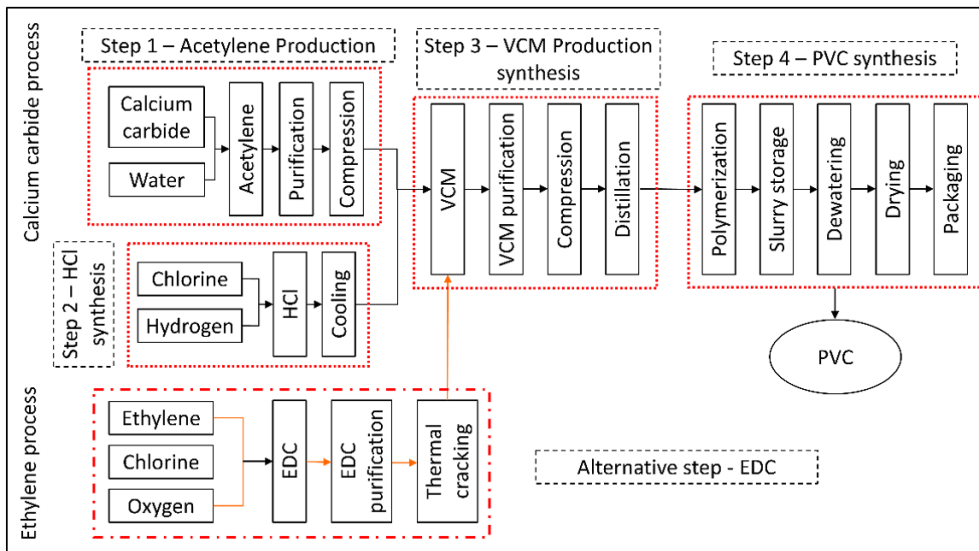 Calcium carbide process
Step 1 – Acetylene Production
Calcium
carbide
Water
Acetylene
Purification
Compression
Step 2 – HCl
synthesis
Chlorine
Hydrogen
HCl
Cooling
Step 3 – VCM Production
synthesis
VCM
VCM purification
Compression
Distillation
Step 4 – PVC synthesis
Polymerization
Slurry storage
Dewatering
Drying
Packaging
PVC
Ethylene process
Ethylene
Chlorine
Oxygen
EDC
EDC
purification
Thermal
cracking
Alternative step - EDC